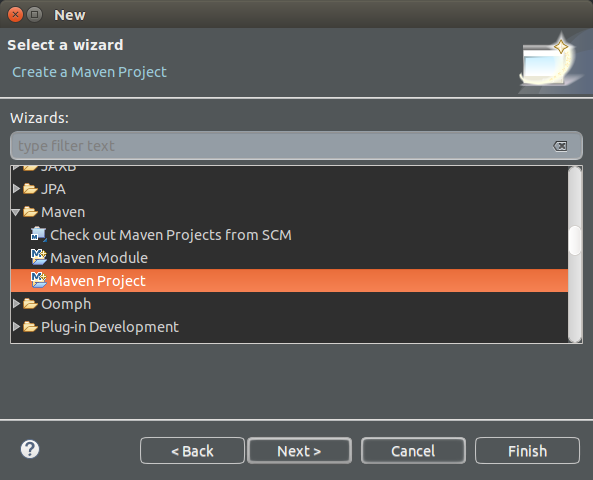 New
Select a wizard
Create a Maven Project
Wizards:
type filter text
JAXB
JPA
Maven
Check out Maven Projects from SCM
Maven Module
Maven Project
Oomph
Plug-in Development
?
< Back
Next >
Cancel
Finish